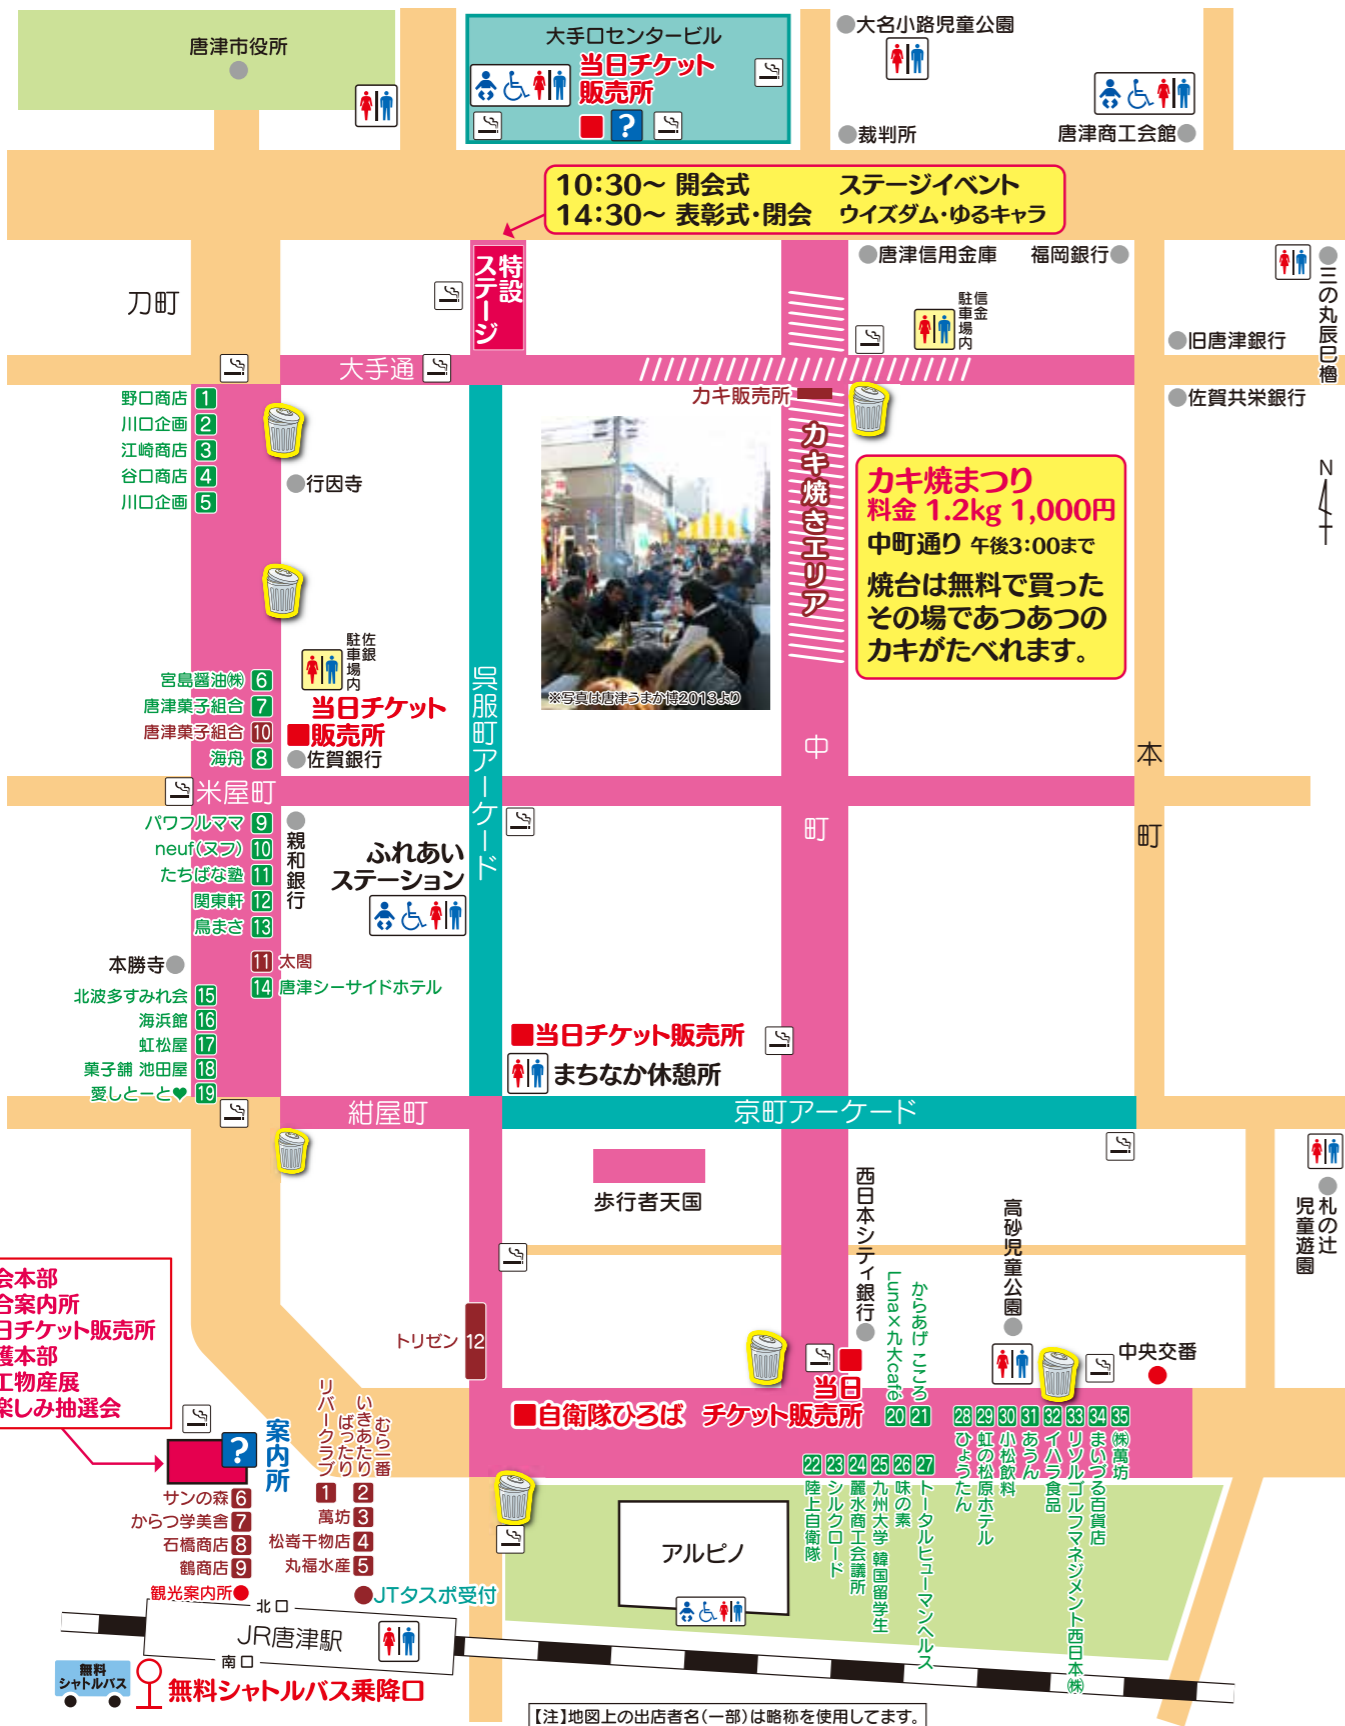 唐津市役所
大手口センタービル
当日チケット
販売所
?
大名小路児童公園
裁判所
唐津商工会館
10:30～ 開会式 ステージイベント
14:30～ 表彰式・閉会 ウイズダム・ゆるキャラ
特設
ステージ
唐津信用金庫
福岡銀行
信金
駐車場内
三の丸辰巳櫓
刀町
旧唐津銀行
大手通
佐賀共栄銀行
カキ販売所
野口商店 1
川口企画 2
江崎商店 3
谷口商店 4
川口企画 5
行因寺
カキ焼きエリア
カキ焼まつり
料金 1.2kg 1,000円
中町通り 午後3:00まで
焼台は無料で買った
その場であつあつの
カキがたべれます。
N
※写真は唐津うまか博2013より
佐銀
駐車場内
宮島醤油㈱ 6
唐津菓子組合 7
唐津菓子組合 10
海舟 8
当日チケット
販売所
佐賀銀行
呉服町アーケード
中町
本町
米屋町
パワフルママ 9
neuf(ヌフ) 10
たちばな塾 11
関東軒 12
鳥まさ 13
親和銀行
ふれあい
ステーション
本勝寺
11 太閤
14 唐津シーサイドホテル
北波多すみれ会 15
海浜館 16
虹松屋 17
菓子舗 池田屋 18
愛しとーと♥ 19
当日チケット販売所
まちなか休憩所
紺屋町
京町アーケード
歩行者天国
西日本シティ銀行
高砂児童公園
札の辻
児童遊園
会本部
合案内所
日チケット販売所
護本部
工物産展
楽しみ抽選会
トリゼン 12
Luna×九大cafe 20
からあげ こころ 21
中央交番
当日
チケット販売所
自衛隊ひろば
案内所
?
リバークラブ 1
いきあたり
ばったり
むら一番 2
萬坊 3
松嵜干物店 4
丸福水産 5
サンの森 6
からつ学美舎 7
石橋商店 8
鶴商店 9
観光案内所
JTタスポ受付
22 陸上自衛隊
23 シルクロード
24 麗水商工会議所
25 九州大学 韓国留学生
26 味の素
27 トータルヒューマンヘルス
28 ひょうたん
29 虹の松原ホテル
30 小松飲料
31 あうん
32 イハラ食品
33 リソルゴルフマネジメント西日本㈱
34 まいづる百貨店
35 ㈱萬坊
アルピノ
北口
JR唐津駅
南口
無料
シャトルバス
無料シャトルバス乗降口
【注】地図上の出店者名(一部)は略称を使用してます。